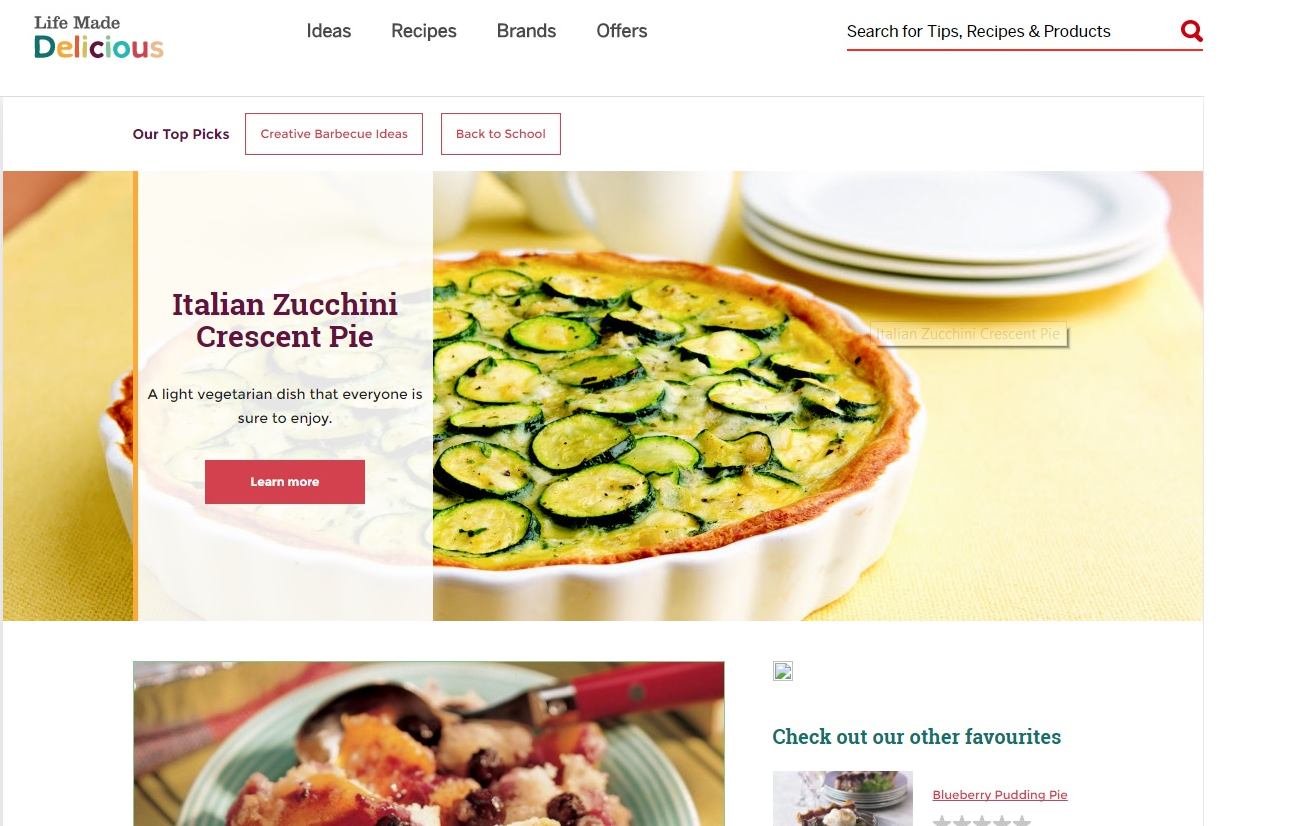 Life Made
Delicious
Ideas Recipes Brands Offers
Search for Tips, Recipes & Products
Our Top Picks Creative Barbecue Ideas Back to School
Italian Zucchini
Crescent Pie
Italian Zucchini Crescent Pie
A light vegetarian dish that everyone is
sure to enjoy.
Learn more
Check out our other favourites
Blueberry Pudding Pie